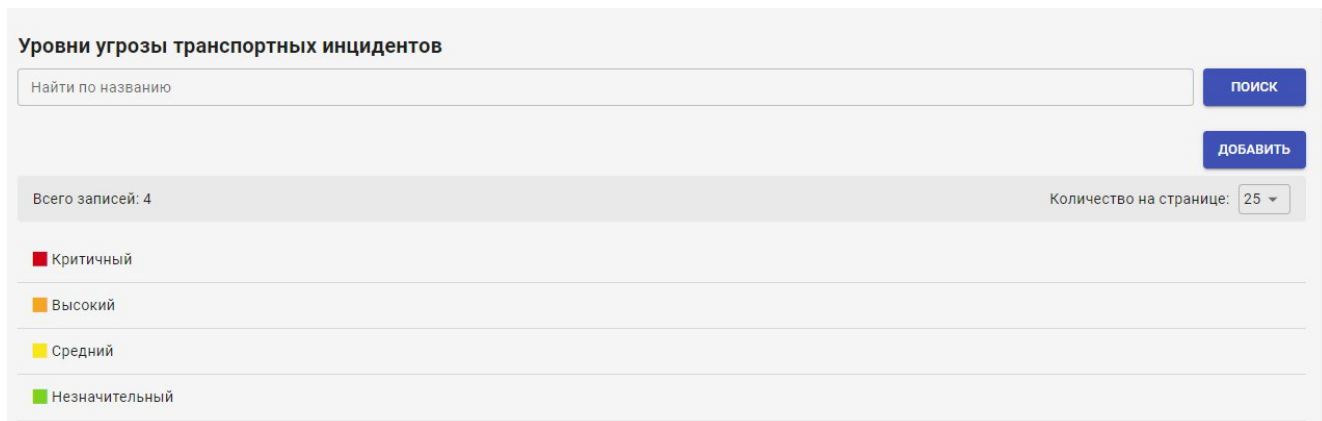 Уровни угрозы транспортных инцидентов
Найти по названию
ПОИСК
ДОБАВИТЬ
Всего записей: 4
Количество на странице: 25
Критичный
Высокий
Средний
Незначительный